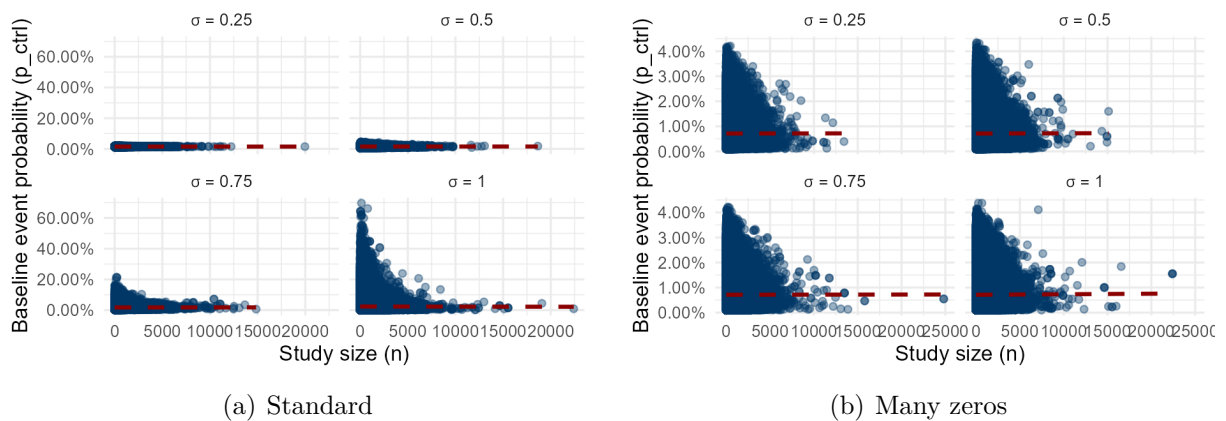 σ = 0.25 σ = 0.5
60.00%
40.00%
20.00%
0.00%
σ = 0.75 σ = 1
60.00%
40.00%
20.00%
0.00%
0 5000 10000 15000 20000 0 5000 10000 15000 20000
Baseline event probability (p_ctrl)
Study size (n)
(a) Standard
σ = 0.25 σ = 0.5
4.00%
3.00%
2.00%
1.00%
0.00%
σ = 0.75 σ = 1
4.00%
3.00%
2.00%
1.00%
0.00%
0 5000 10000 15000 20000 25000 0 5000 10000 15000 20000 25000
Baseline event probability (p_ctrl)
Study size (n)
(b) Many zeros